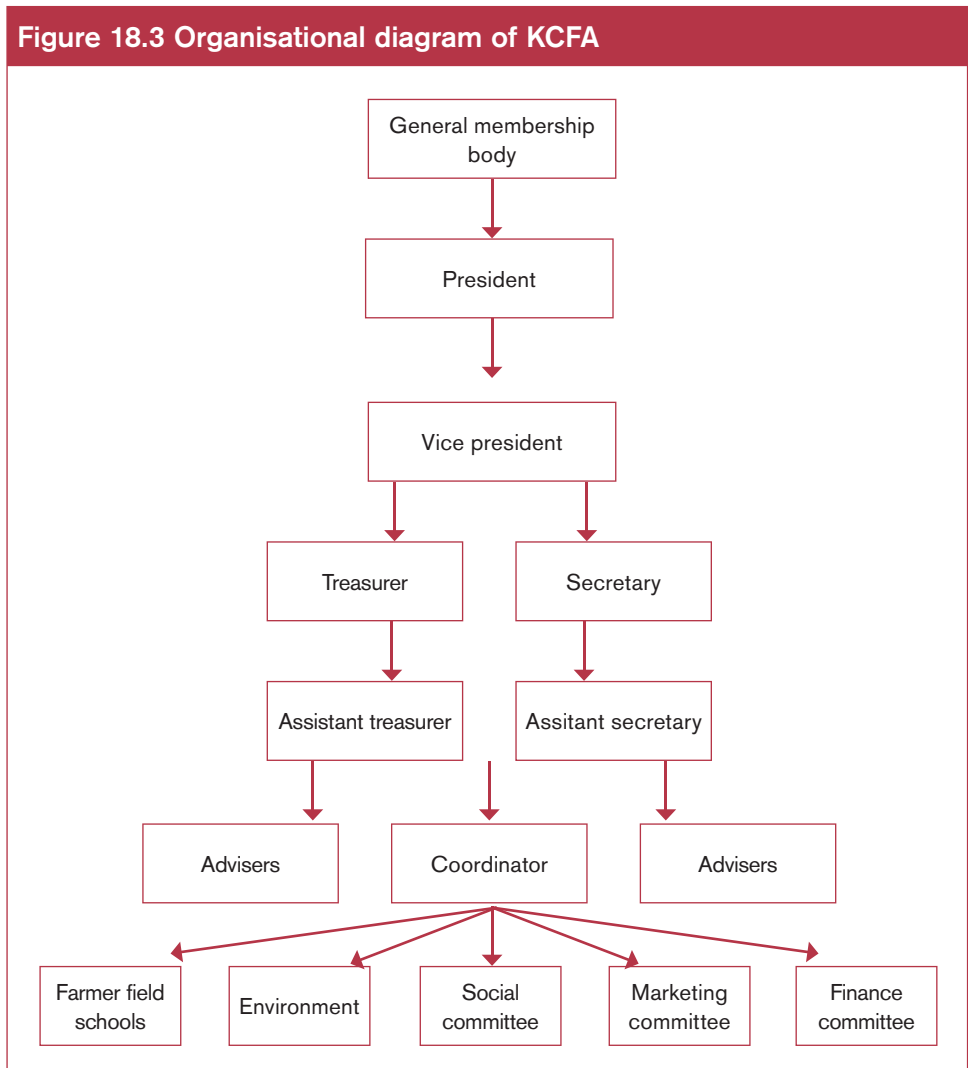 Figure 18.3 Organisational diagram of KCFA
General membership
body
President
Vice president
Treasurer
Secretary
Assistant treasurer
Assitant secretary
Advisers
Coordinator
Advisers
Farmer field
schools
Environment
Social
committee
Marketing
committee
Finance
committee